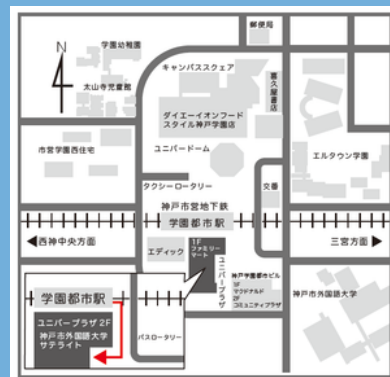 郵便局
N
学園幼稚園
キャンパススクェア
太山寺児童館
喜久屋書店
ダイエーイオンフード
スタイル神戸学園店
市営学園西住宅
ユニバードーム
エルタウン学園
タクシーロータリー
交番
神戸市営地下鉄
学園都市駅
西神中央方面
三宮方面
エディック
1F
ファミリー
マート
ユニバープラザ
神戸学園都市ビル
1F
マクドナルド
2F
コミュニティプラザ
神戸市外国語大学
学園都市駅
ユニバープラザ 2F
神戸市外国語大学
サテライト
バスロータリー